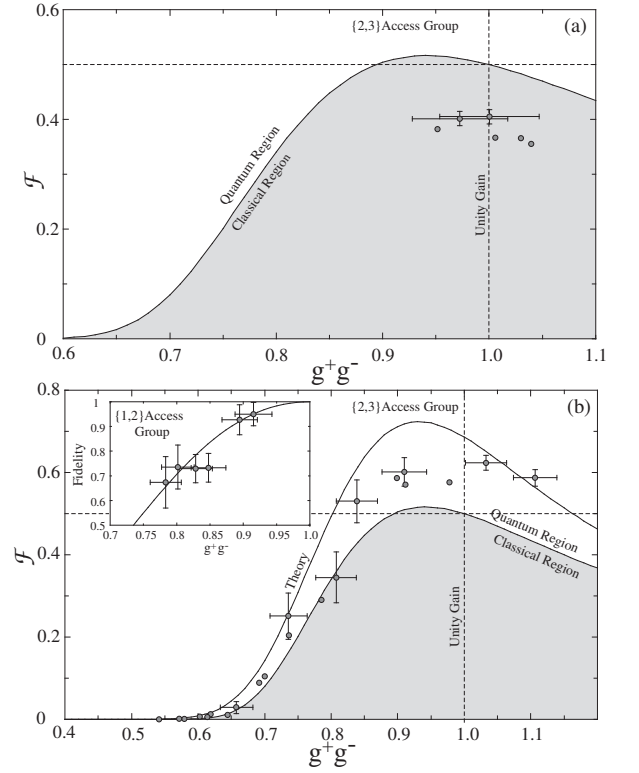 0.6
{2,3}Access Group
(a)
0.4
ℱ
Quantum Region
Classical Region
Unity Gain
0.2
0
0.6
0.7
0.8
0.9
1.0
1.1
g⁺g⁻
0.8
1
{1,2}Access
Group
{2,3}Access Group
(b)
0.9
0.8
Fidelity
0.7
0.6
0.5
0.7
0.75
0.8
0.85
0.9
0.95
1.0
g⁺g⁻
0.6
Quantum Region
Classical Region
ℱ
0.4
Theory
Unity Gain
0.2
0
0.4
0.5
0.6
0.7
0.8
0.9
1.0
1.1
g⁺g⁻